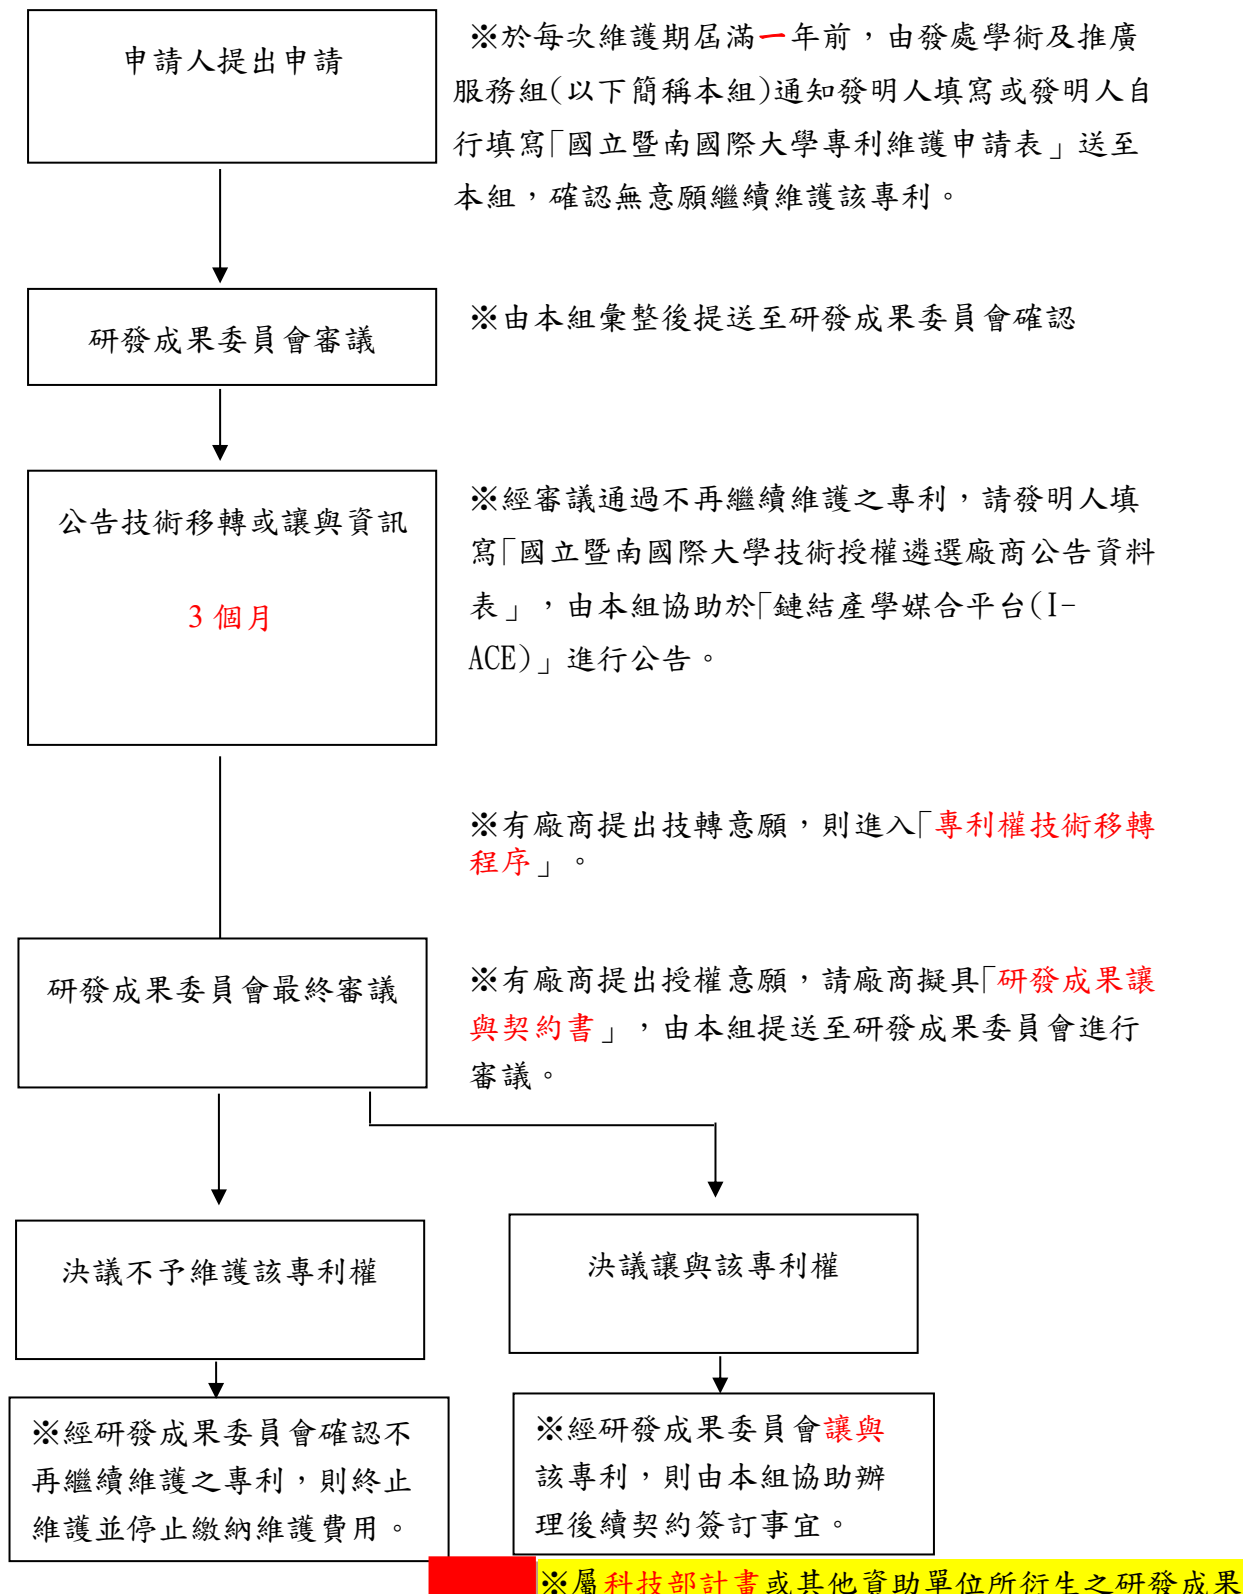 申請人提出申請
※於每次維護期屆滿一年前，由發處學術及推廣
服務組(以下簡稱本組)通知發明人填寫或發明人自
行填寫「國立暨南國際大學專利維護申請表」送至
本組，確認無意願繼續維護該專利。
研發成果委員會審議
※由本組彙整後提送至研發成果委員會確認
公告技術移轉或讓與資訊
3 個月
※經審議通過不再繼續維護之專利，請發明人填
寫「國立暨南國際大學技術授權遴選廠商公告資料
表」，由本組協助於「鏈結產學媒合平台(I-
ACE)」進行公告。
※有廠商提出技轉意願，則進入「專利權技術移轉
程序」。
研發成果委員會最終審議
※有廠商提出授權意願，請廠商擬具「研發成果讓
與契約書」，由本組提送至研發成果委員會進行
審議。
決議不予維護該專利權
決議讓與該專利權
※經研發成果委員會確認不
再繼續維護之專利，則終止
維護並停止繳納維護費用。
※經研發成果委員會讓與
該專利，則由本組協助辦
理後續契約簽訂事宜。
※屬科技部計畫或其他資助單位所衍生之研發成果